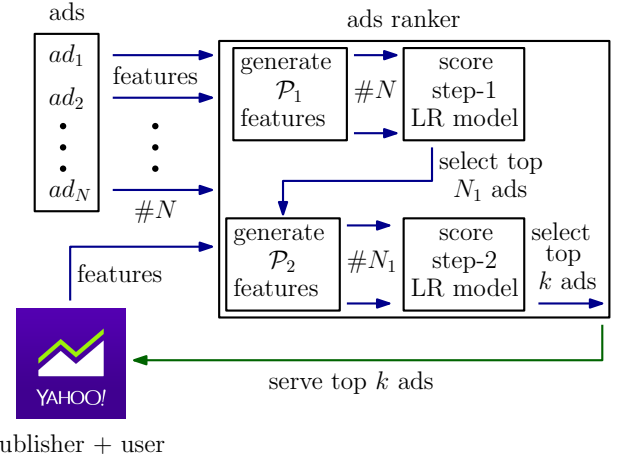 ads
ads ranker
ad₁
features
ad₂
ad_N
#N
generate
𝒫₁
features
#N
score
step-1
LR model
select top
N₁ ads
generate
𝒫₂
features
#N₁
score
step-2
LR model
select
top
k ads
features
YAHOO!
serve top k ads
ublisher + user